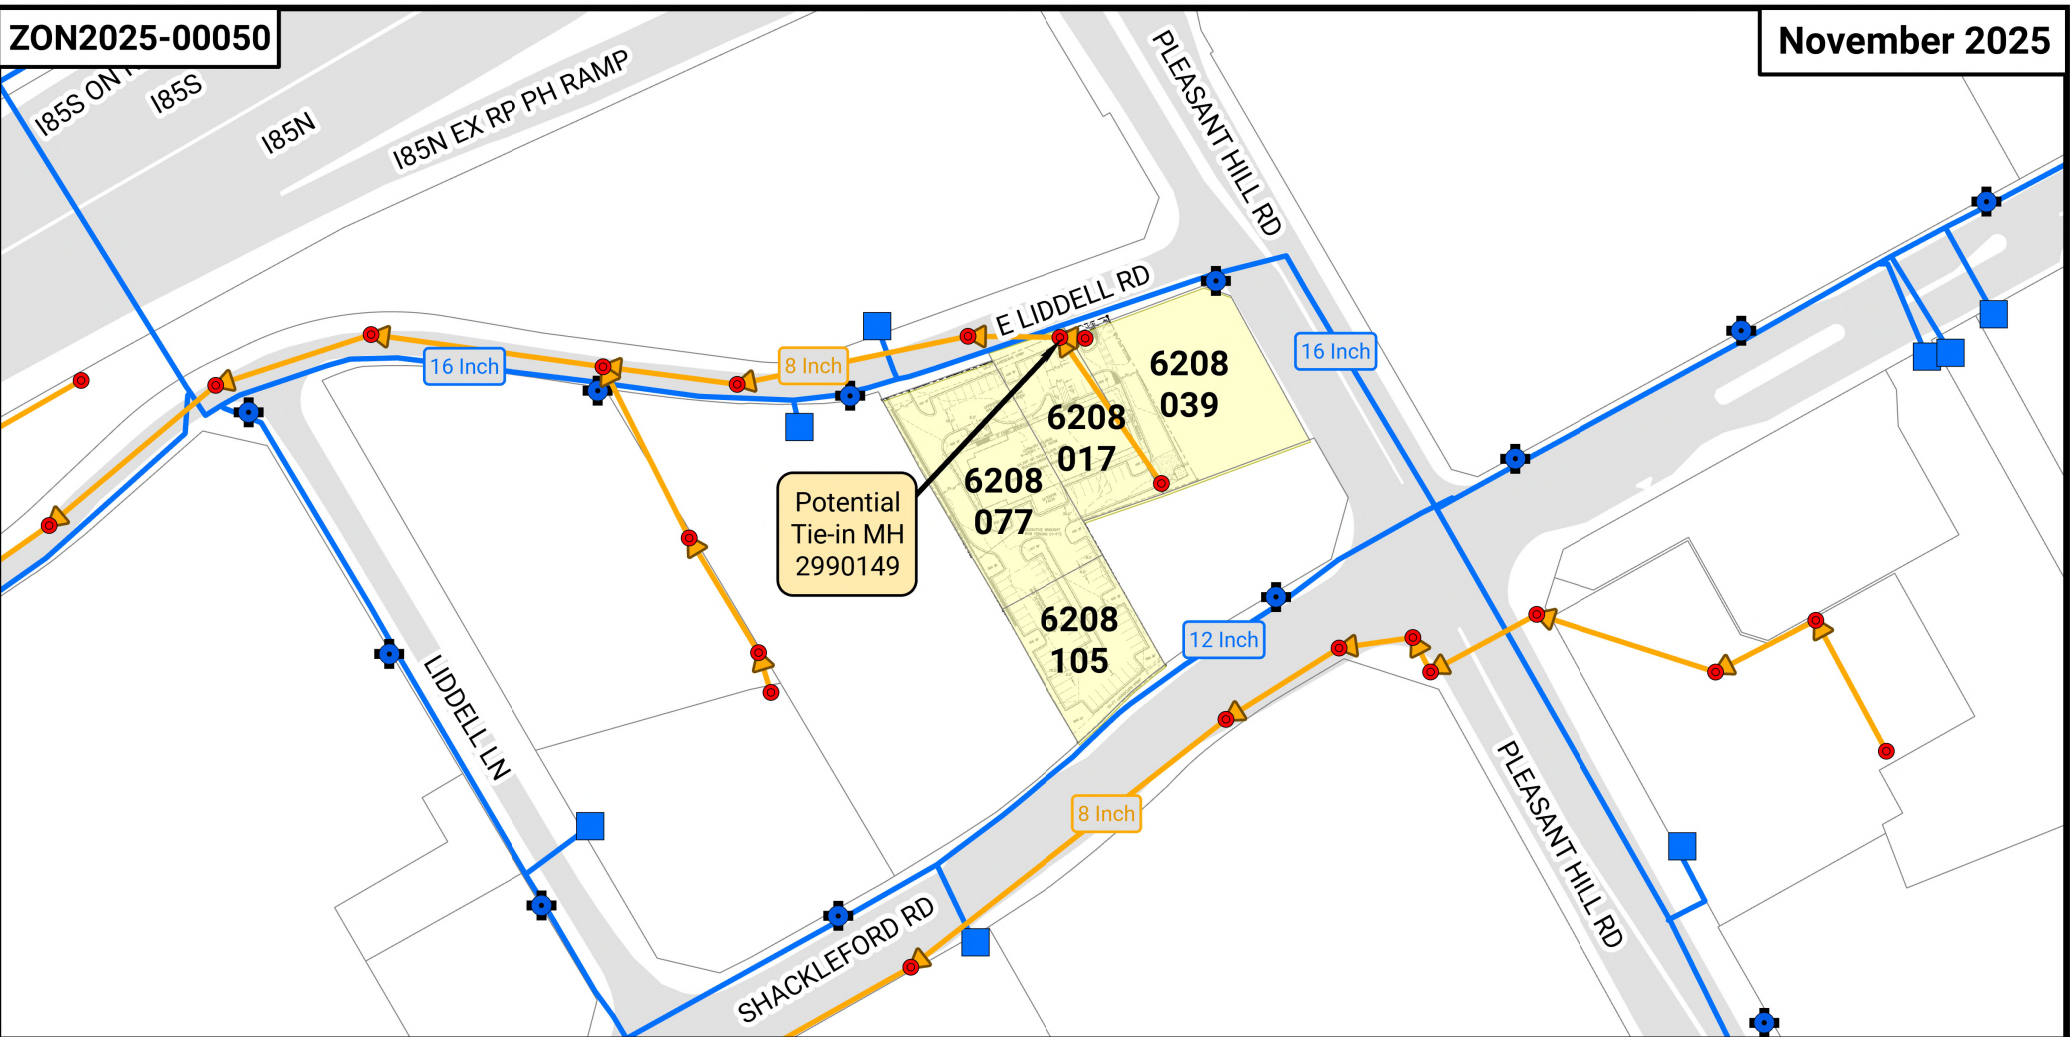 ZON2025-00050
November 2025
I85S ON
I85S
I85N
I85N EX RP PH RAMP
PLEASANT HILL RD
E LIDDELL RD
16 Inch
8 Inch
16 Inch
6208
039
6208
017
6208
077
Potential
Tie-in MH
2990149
6208
105
12 Inch
LIDDELL LN
8 Inch
PLEASANT HILL RD
SHACKLEFORD RD